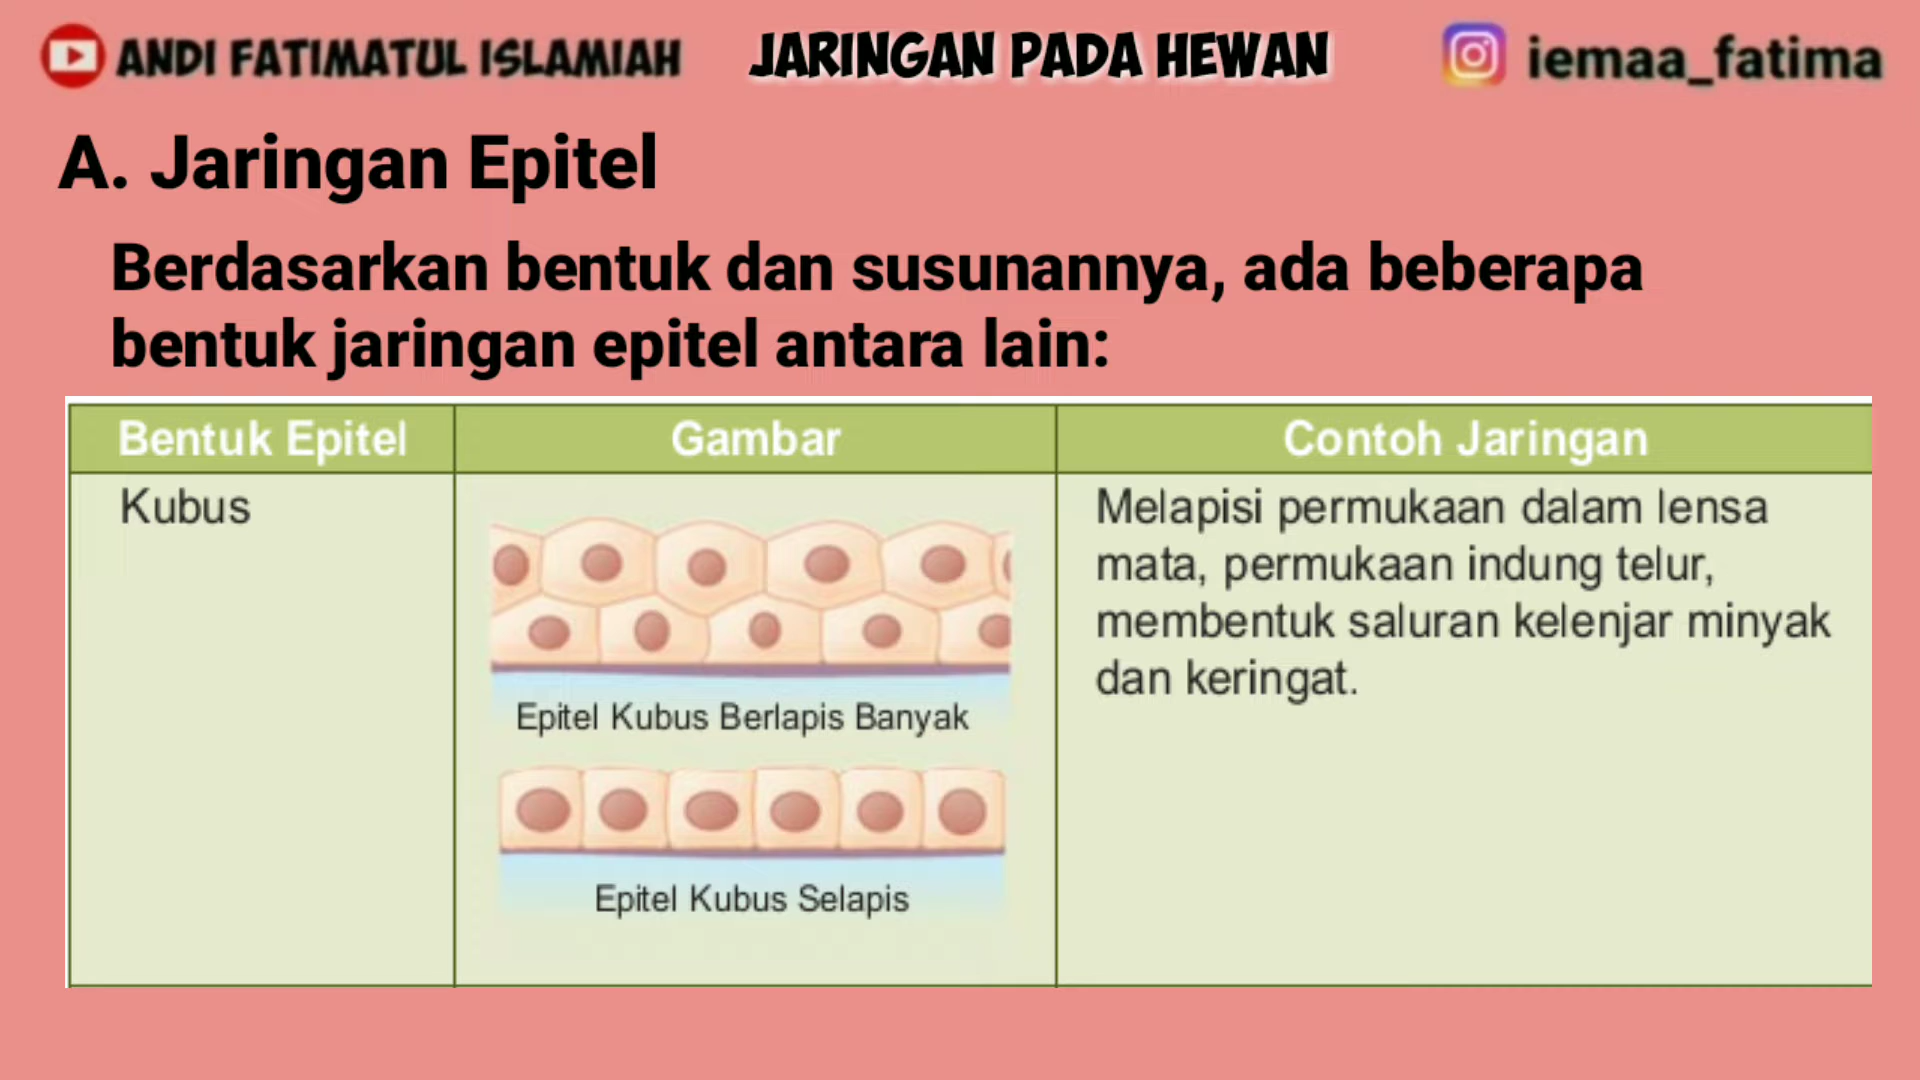 ANDI FATIMATUL ISLAMIAH
JARINGAN PADA HEWAN
iemaa_fatima
A. Jaringan Epitel
Berdasarkan bentuk dan susunannya, ada beberapa
bentuk jaringan epitel antara lain:
Bentuk Epitel
Gambar
Contoh Jaringan
Kubus
Epitel Kubus Berlapis Banyak
Epitel Kubus Selapis
Melapisi permukaan dalam lensa
mata, permukaan indung telur,
membentuk saluran kelenjar minyak
dan keringat.